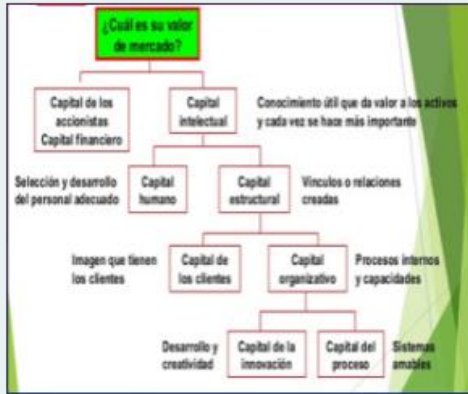 ¿Cuál es su valor
de mercado?
Capital de los
accionistas
Capital financiero
Capital
intelectual
Conocimiento útil que da valor a los activos
y cada vez se hace más importante
Selección y desarrollo
del personal adecuado
Capital
humano
Capital
estructural
Vínculos o relaciones
creadas
Imagen que tienen
los clientes
Capital de
los clientes
Capital
organizativo
Procesos internos
y capacidades
Desarrollo y
creatividad
Capital de la
innovación
Capital del
proceso
Sistemas
amables